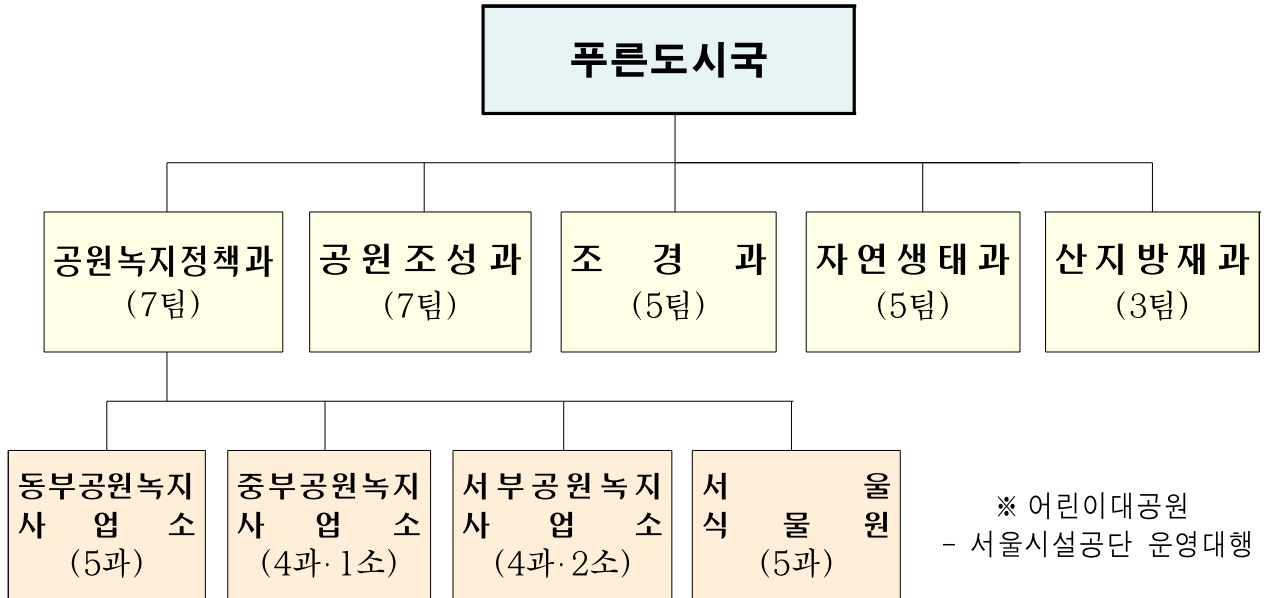 푸른도시국
공원녹지정책과
(7팀)
공원조성과
(7팀)
조 경 과
(5팀)
자연생태과
(5팀)
산지방재과
(3팀)
동부공원녹지
사 업 소
(5과)
중부공원녹지
사 업 소
(4과·1소)
서부공원녹지
사 업 소
(4과·2소)
서 울
식 물 원
(5과)
※ 어린이대공원
- 서울시설공단 운영대행